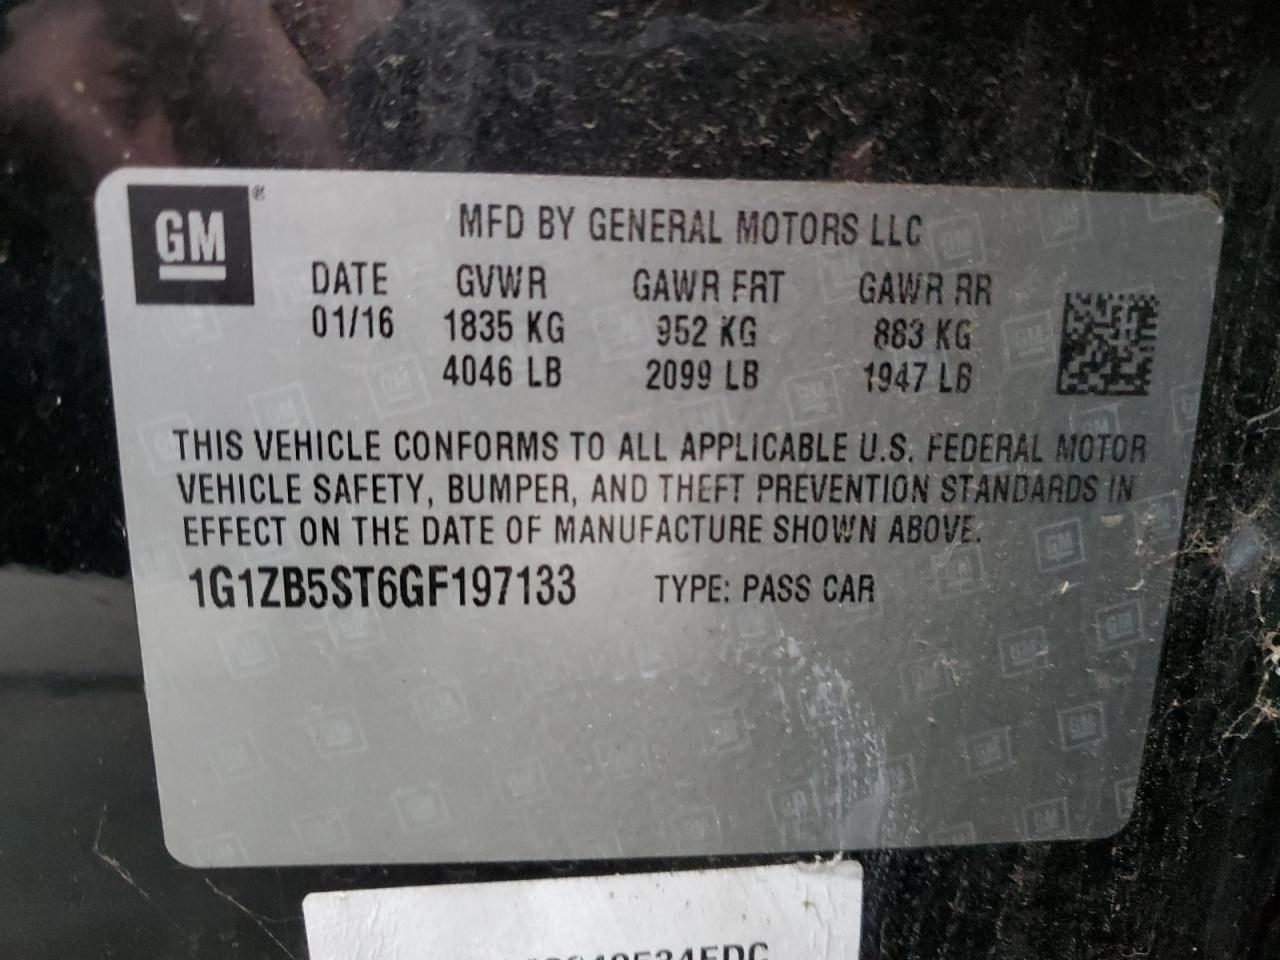 GM®
MFD BY GENERAL MOTORS LLC
DATE GVWR GAWR FRT GAWR RR
01/16 1835 KG 952 KG 883 KG
4046 LB 2099 LB 1947 LB
THIS VEHICLE CONFORMS TO ALL APPLICABLE U.S. FEDERAL MOTOR
VEHICLE SAFETY, BUMPER, AND THEFT PREVENTION STANDARDS IN
EFFECT ON THE DATE OF MANUFACTURE SHOWN ABOVE.
1G1ZB5ST6GF197133 TYPE: PASS CAR